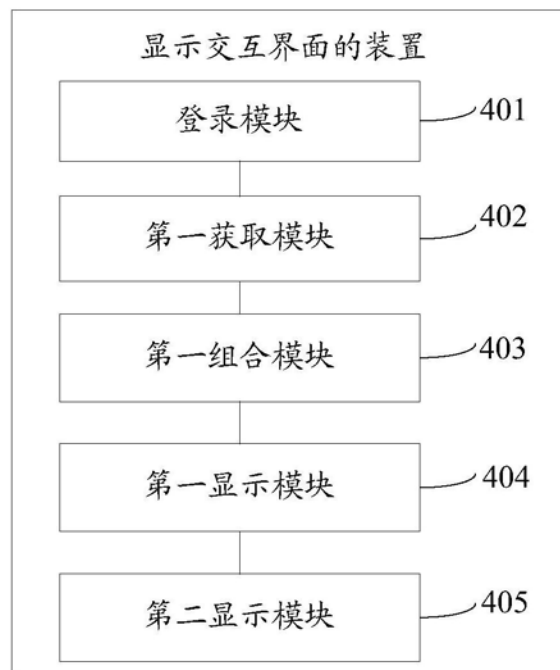 显示交互界面的装置
登录模块 401
第一获取模块 402
第一组合模块 403
第一显示模块 404
第二显示模块 405